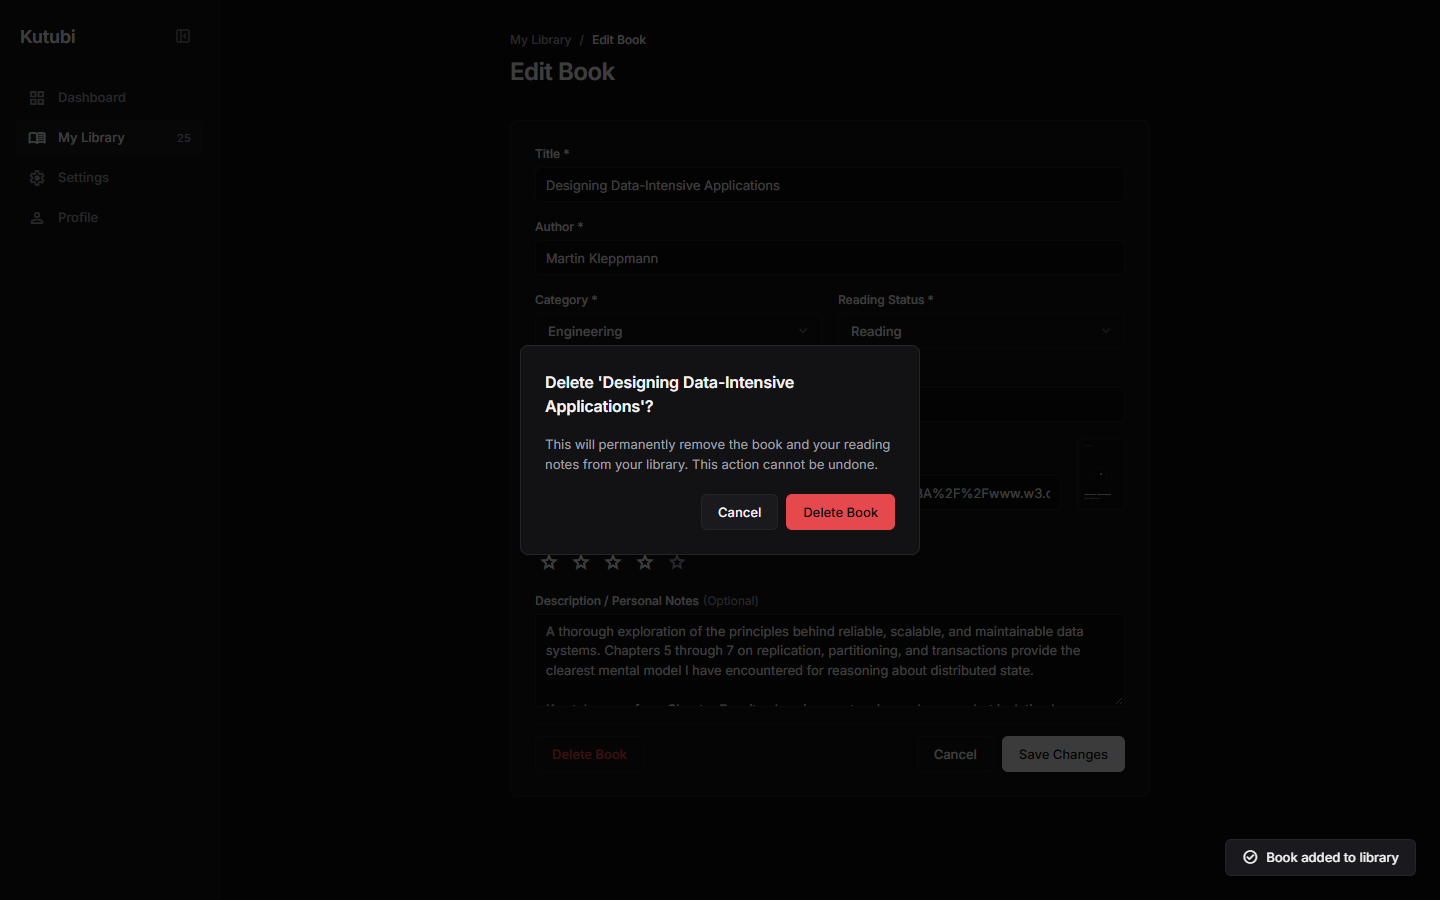 Kutubi
Dashboard
My Library 25
Settings
Profile
My Library / Edit Book
Edit Book
Title *
Designing Data-Intensive Applications
Author *
Martin Kleppmann
Category *
Reading Status *
Engineering
Reading
Delete 'Designing Data-Intensive
Applications'?
This will permanently remove the book and your reading
notes from your library. This action cannot be undone.
Cancel
Delete Book
A%2F%2Fwww.w3.o
Description / Personal Notes (Optional)
A thorough exploration of the principles behind reliable, scalable, and maintainable data
systems. Chapters 5 through 7 on replication, partitioning, and transactions provide the
clearest mental model I have encountered for reasoning about distributed state.
Delete Book
Cancel
Save Changes
Book added to library